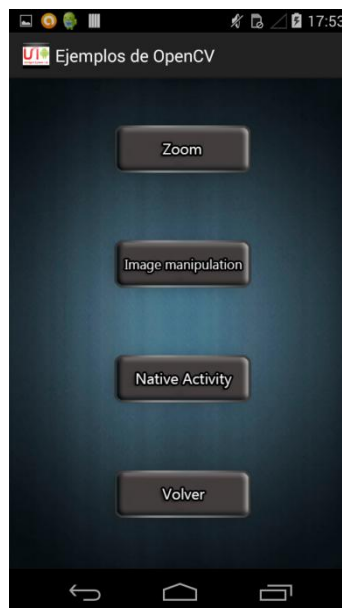 17:53
Ejemplos de OpenCV
Zoom
Image manipulation
Native Activity
Volver